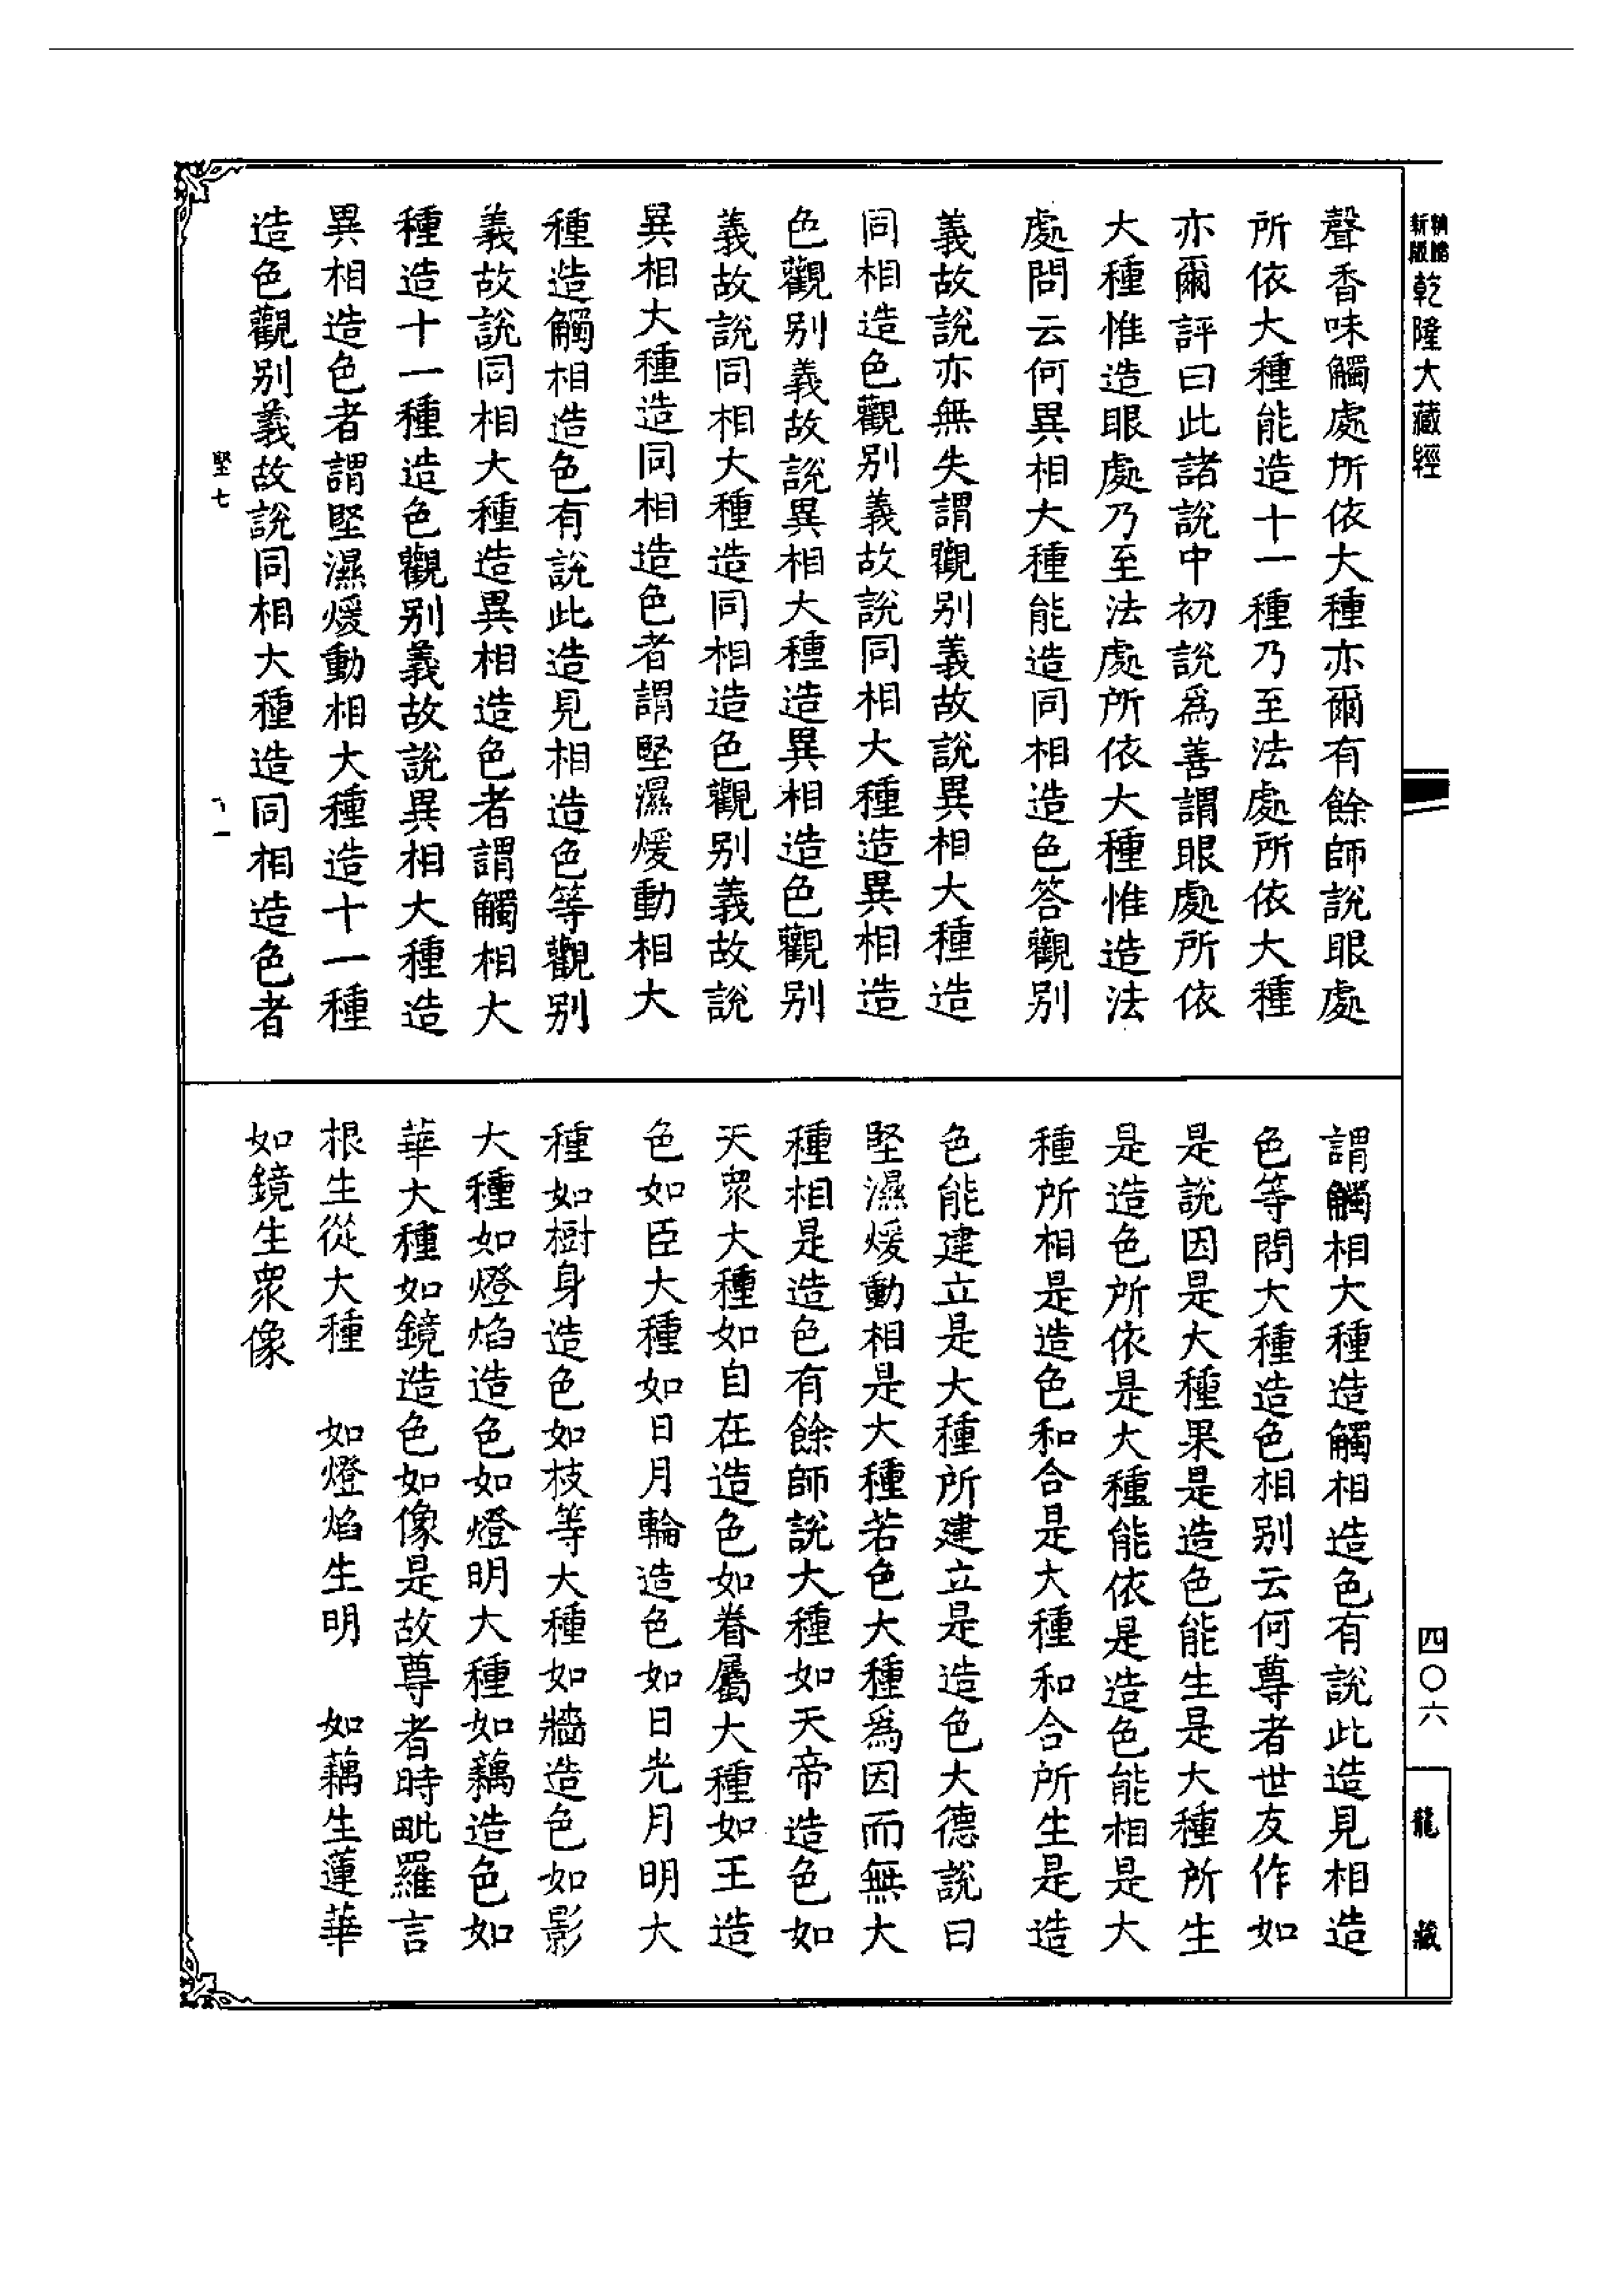 新版精縮乾隆大藏經
聲香味觸處所依大種亦爾有餘師說眼處
所依大種能造十一種乃至法處所依大種
亦爾評曰此諸說中初說爲善謂眼處所依
大種惟造眼處乃至法處所依大種惟造法
處問云何異相大種能造同相造色答觀別
義故說亦無失謂觀別義故說異相大種造
同相造色觀別義故說同相大種造異相造
色觀別義故說異相大種造異相造色觀別
義故說同相大種造同相造色觀別義故說
異相大種造同相造色者謂堅濕煖動相大
種造觸相造色有說此造見相造色等觀別
義故說同相大種造異相造色者謂觸相大
種造十一種造色觀別義故說異相大種造
異相造色者謂堅濕煖動相大種造十一種
造色觀別義故說同相大種造同相造色者
堅七
謂觸相大種造觸相造色有說此造見相造
色等問大種造色相別云何尊者世友作如
是說因是大種果是造色能生是大種所生
是造色所依是大種能依是造色能相是大
種所相是造色和合是大種和合所生是造
色能建立是大種所建立是造色大德說曰
堅濕煖動相是大種若色大種爲因而無大
種相是造色有餘師說大種如天帝造色如
天眾大種如自在造色如眷屬大種如王造
色如臣大種如日月輪造色如日光月明大
種如樹身造色如枝等大種如牆造色如影
大種如燈焰造色如燈明大種如藕造色如
華大種如鏡造色如像是故尊者時毗羅言
根生從大種　如燈焰生明　如藕生蓮華
如鏡生眾像
四〇六
龍藏